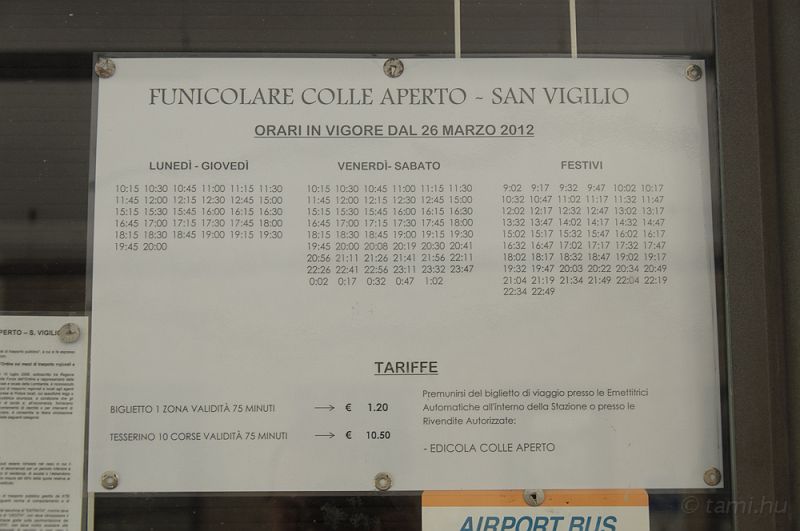 FUNICOLARE COLLE APERTO - SAN VIGILIO
ORARI IN VIGORE DAL 26 MARZO 2012
LUNEDÌ - GIOVEDÌ
10:15 10:30 10:45 11:00 11:15 11:30
11:45 12:00 12:15 12:30 12:45 15:00
15:15 15:30 15:45 16:00 16:15 16:30
16:45 17:00 17:15 17:30 17:45 18:00
18:15 18:30 18:45 19:00 19:15 19:30
19:45 20:00
VENERDÌ- SABATO
10:15 10:30 10:45 11:00 11:15 11:30
11:45 12:00 12:15 12:30 12:45 15:00
15:15 15:30 15:45 16:00 16:15 16:30
16:45 17:00 17:15 17:30 17:45 18:00
18:15 18:30 18:45 19:00 19:15 19:30
19:45 20:00 20:08 20:19 20:30 20:41
20:56 21:11 21:26 21:41 21:56 22:11
22:26 22:41 22:56 23:11 23:32 23:47
0:02 0:17 0:32 0:47 1:02
FESTIVI
9:02 9:17 9:32 9:47 10:02 10:17
10:32 10:47 11:02 11:17 11:32 11:47
12:02 12:17 12:32 12:47 13:02 13:17
13:32 13:47 14:02 14:17 14:32 14:47
15:02 15:17 15:32 15:47 16:02 16:17
16:32 16:47 17:02 17:17 17:32 17:47
18:02 18:17 18:32 18:47 19:02 19:17
19:32 19:47 20:03 20:22 20:34 20:49
21:04 21:19 21:34 21:49 22:04 22:19
22:34 22:49
TARIFFE
BIGLIETTO 1 ZONA VALIDITÀ 75 MINUTI → € 1.20
TESSERINO 10 CORSE VALIDITÀ 75 MINUTI → € 10.50
Premunirsi del biglietto di viaggio presso le Emettitrici
Automatiche all'interno della Stazione o presso le
Rivendite Autorizzate:
- EDICOLA COLLE APERTO
PERTO – S. VIGILIO
AIRPORT BUS
© tami.hu